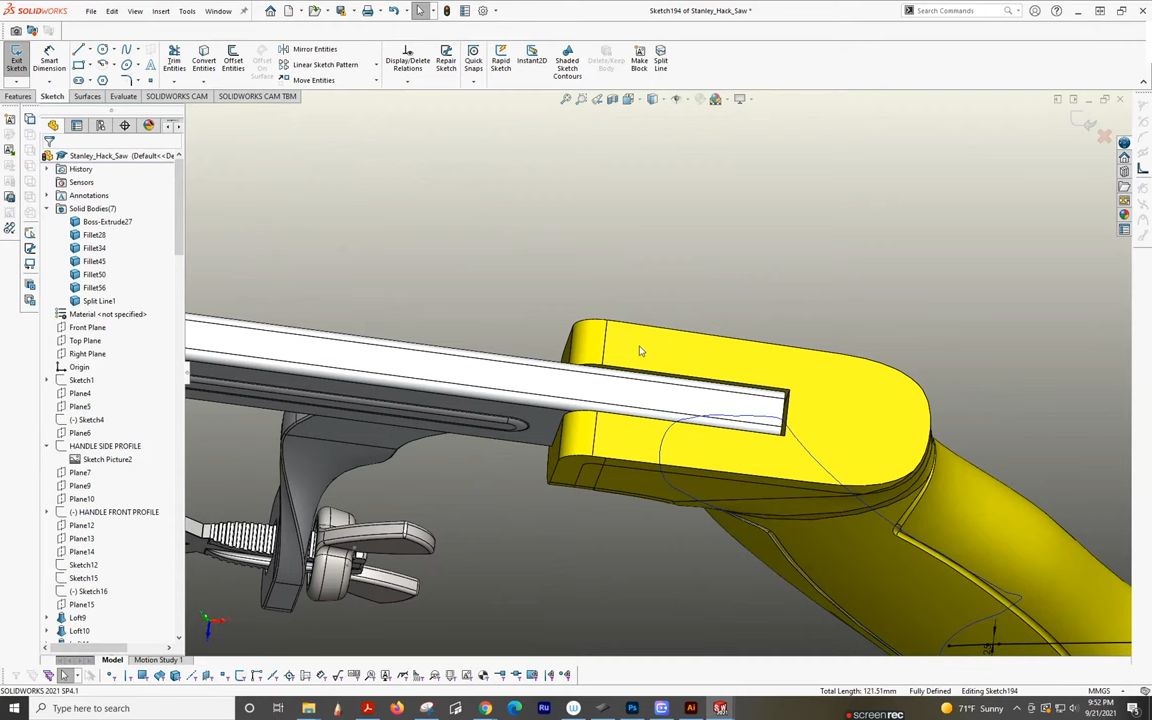 SOLIDWORKS File Edit View Insert Tools Window Sketch194 of Stanley_Hack_Saw * Search Commands
Exit Sketch Smart Dimension Trim Entities Convert Entities Offset Entities Offset On Surface Mirror Entities Linear Sketch Pattern Move Entities Display/Delete Relations Repair Sketch Quick Snaps Rapid Sketch Instant2D Shaded Sketch Contours Delete/Keep Body Make Block Split Line
Features Sketch Surfaces Evaluate SOLIDWORKS CAM SOLIDWORKS CAM TBM
Stanley_Hack_Saw (Default<<De
History
Sensors
Annotations
Solid Bodies(7)
Boss-Extrude27
Fillet28
Fillet34
Fillet45
Fillet50
Fillet56
Split Line1
Material <not specified>
Front Plane
Top Plane
Right Plane
Origin
Sketch1
Plane4
Plane5
(-) Sketch4
Plane6
HANDLE SIDE PROFILE
Sketch Picture2
Plane7
Plane9
Plane10
(-) HANDLE FRONT PROFILE
Plane12
Plane13
Plane14
Sketch12
Sketch15
(-) Sketch16
Plane15
Loft9
Loft10
Model Motion Study 1
SOLIDWORKS 2021 SP4.1 Total Length: 121.51mm Fully Defined Editing Sketch194 MMGS
Type here to search 71°F Sunny 9:52 PM
9/21/2021
screenrec